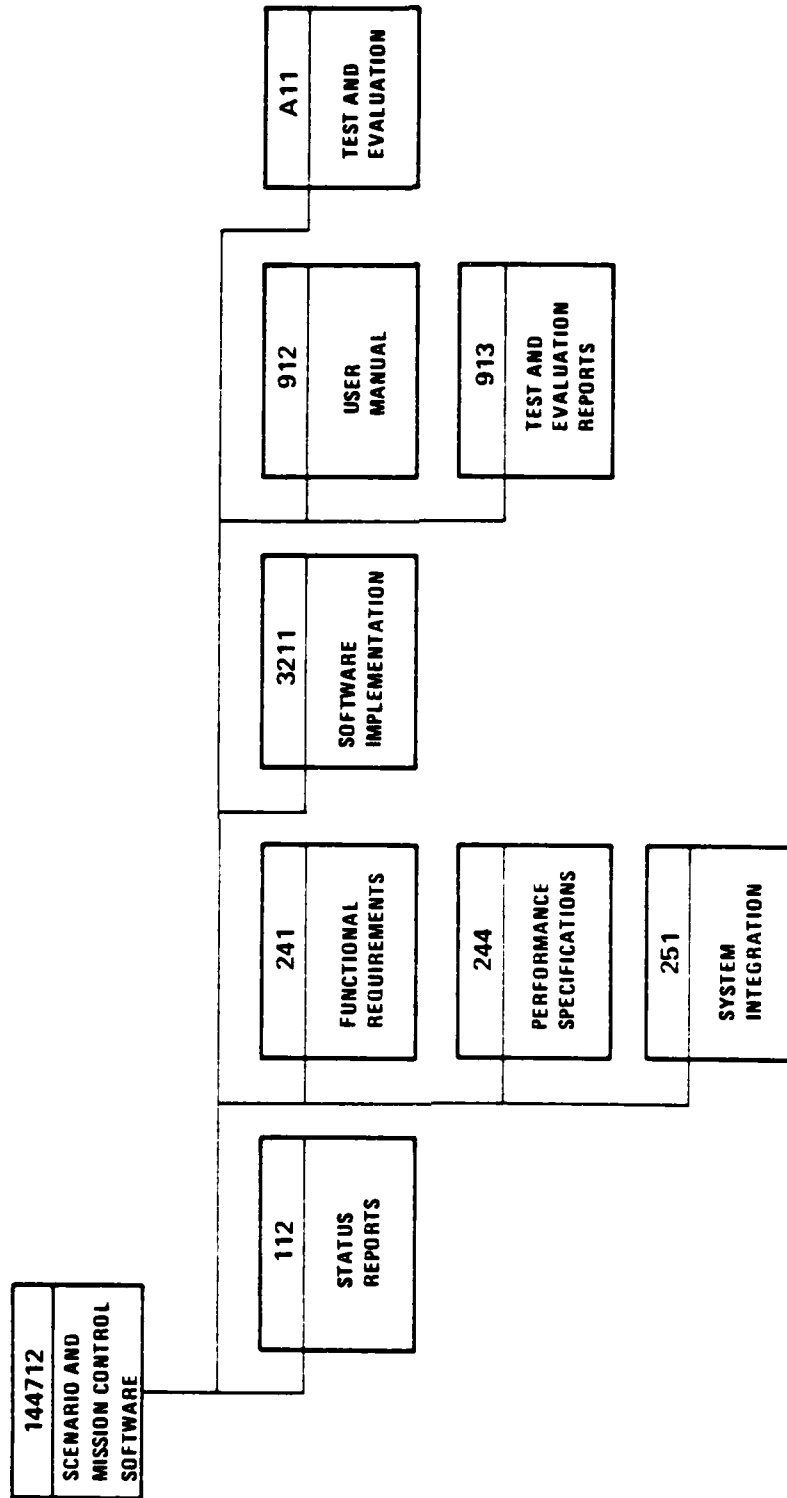 144712
SCENARIO AND
MISSION CONTROL
SOFTWARE
112
STATUS
REPORTS
241
FUNCTIONAL
REQUIREMENTS
244
PERFORMANCE
SPECIFICATIONS
251
SYSTEM
INTEGRATION
3211
SOFTWARE
IMPLEMENTATION
912
USER
MANUAL
913
TEST AND
EVALUATION
REPORTS
A11
TEST AND
EVALUATION